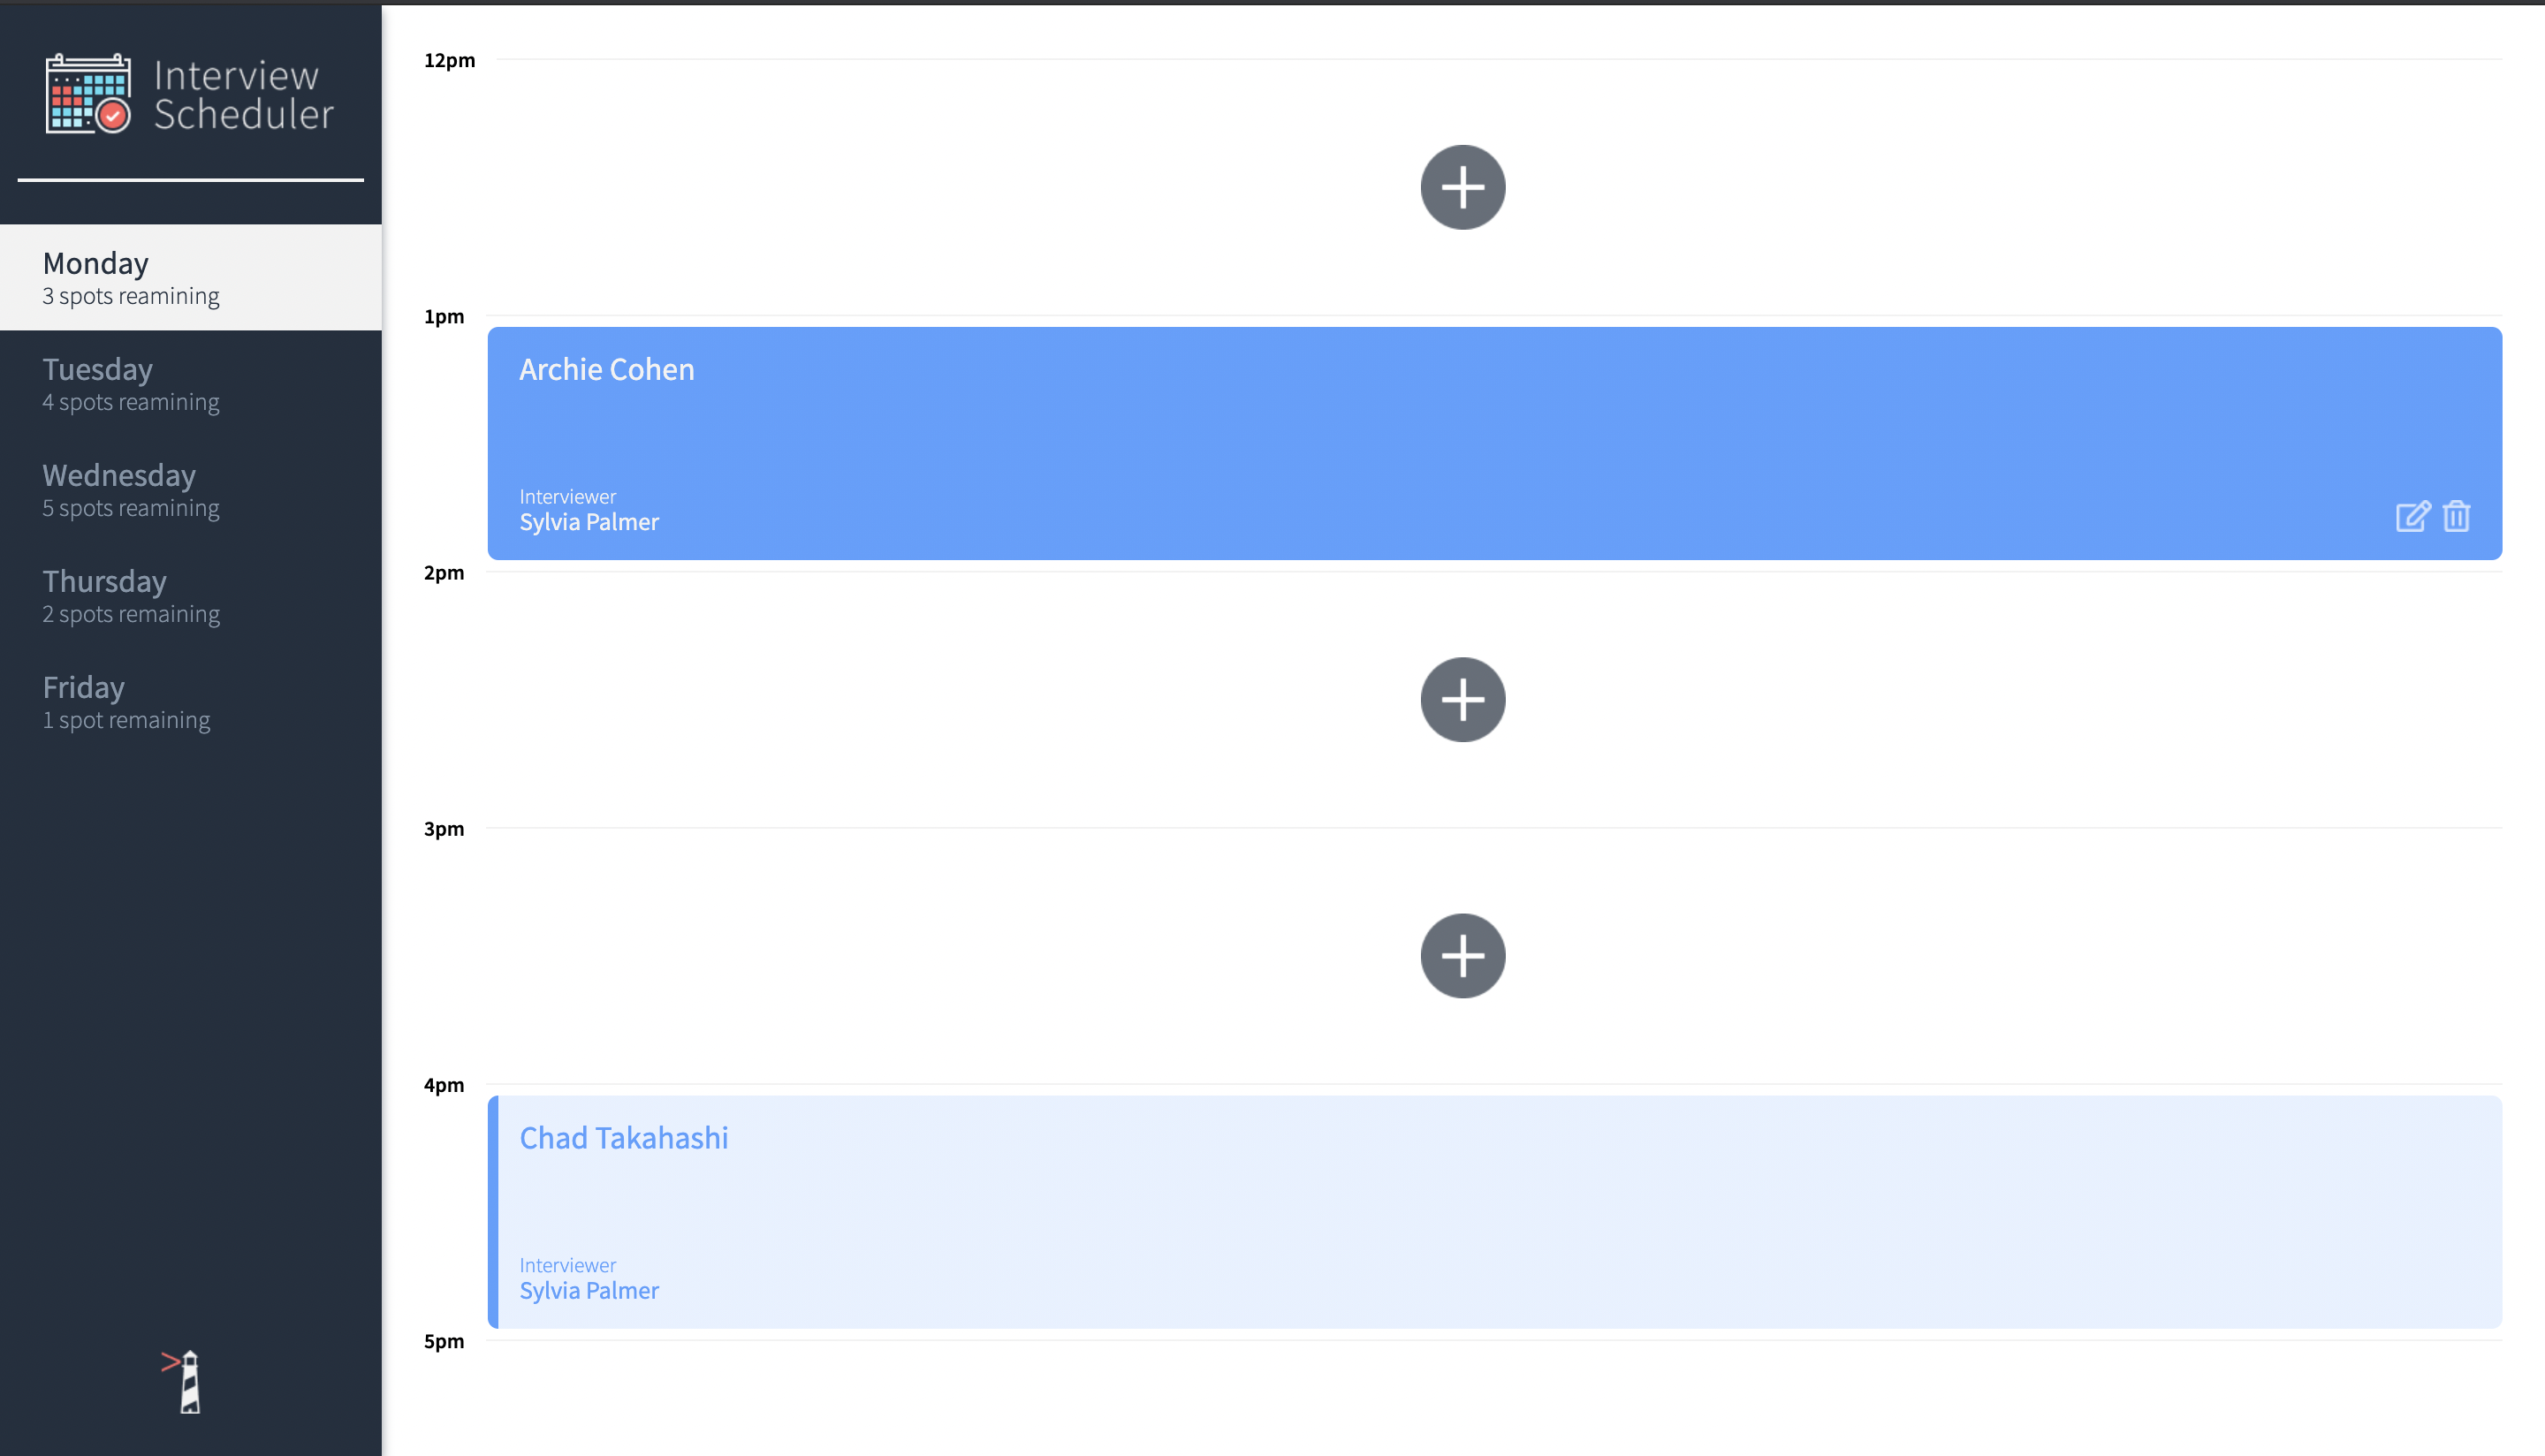 Interview
Scheduler
Monday
3 spots reamining
Tuesday
4 spots reamining
Wednesday
5 spots reamining
Thursday
2 spots remaining
Friday
1 spot remaining
12pm
1pm
Archie Cohen
Interviewer
Sylvia Palmer
2pm
3pm
4pm
Chad Takahashi
Interviewer
Sylvia Palmer
5pm